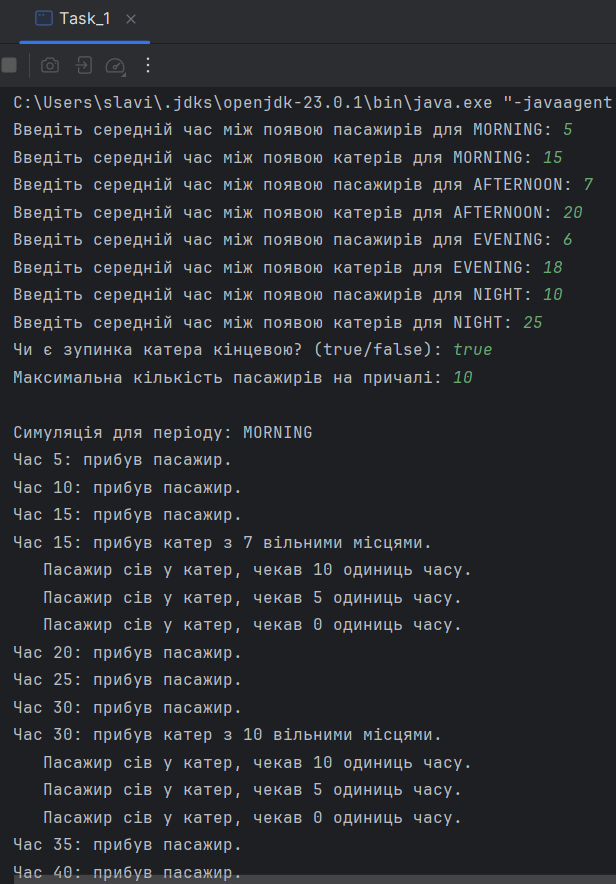 Task_1
C:\Users\slavi\.jdks\openjdk-23.0.1\bin\java.exe "-javaagent
Введіть середній час між появою пасажирів для MORNING: 5
Введіть середній час між появою катерів для MORNING: 15
Введіть середній час між появою пасажирів для AFTERNOON: 7
Введіть середній час між появою катерів для AFTERNOON: 20
Введіть середній час між появою пасажирів для EVENING: 6
Введіть середній час між появою катерів для EVENING: 18
Введіть середній час між появою пасажирів для NIGHT: 10
Введіть середній час між появою катерів для NIGHT: 25
Чи є зупинка катера кінцевою? (true/false): true
Максимальна кількість пасажирів на причалі: 10
Симуляція для періоду: MORNING
Час 5: прибув пасажир.
Час 10: прибув пасажир.
Час 15: прибув пасажир.
Час 15: прибув катер з 7 вільними місцями.
Пасажир сів у катер, чекав 10 одиниць часу.
Пасажир сів у катер, чекав 5 одиниць часу.
Пасажир сів у катер, чекав 0 одиниць часу.
Час 20: прибув пасажир.
Час 25: прибув пасажир.
Час 30: прибув пасажир.
Час 30: прибув катер з 10 вільними місцями.
Пасажир сів у катер, чекав 10 одиниць часу.
Пасажир сів у катер, чекав 5 одиниць часу.
Пасажир сів у катер, чекав 0 одиниць часу.
Час 35: прибув пасажир.
Час 40: прибув пасажир.